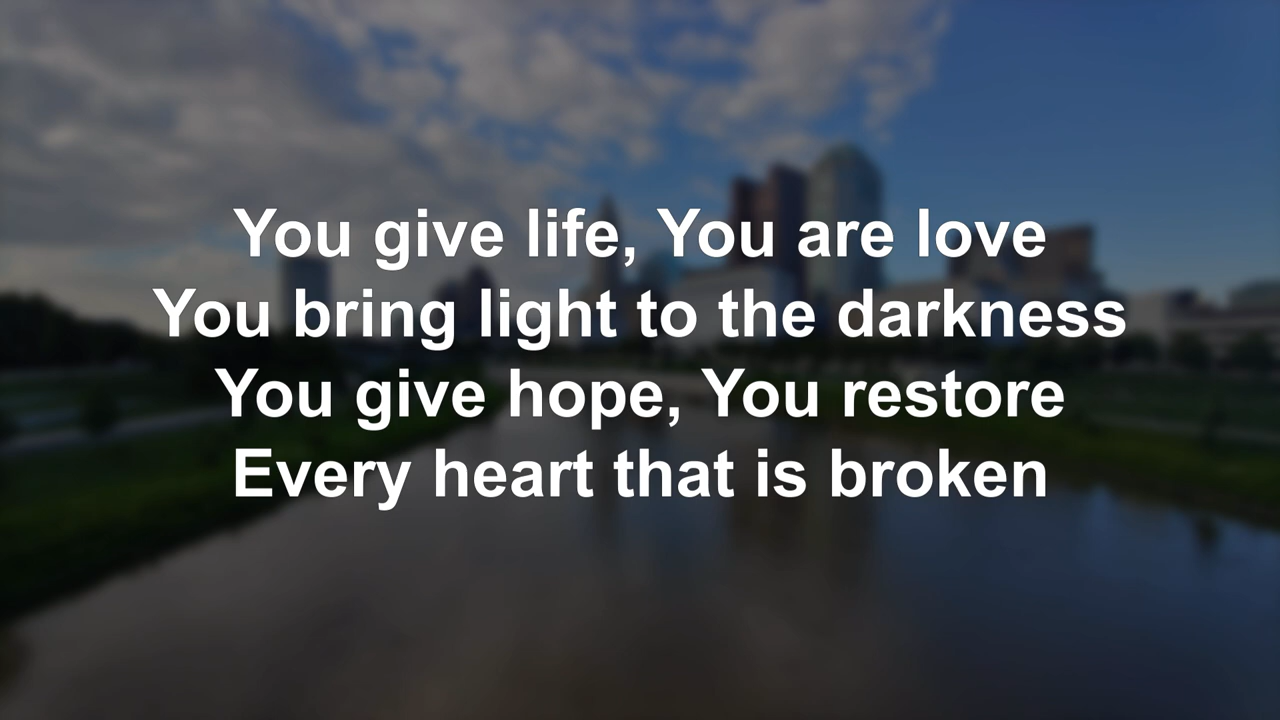 You give life, You are love
You bring light to the darkness
You give hope, You restore
Every heart that is broken